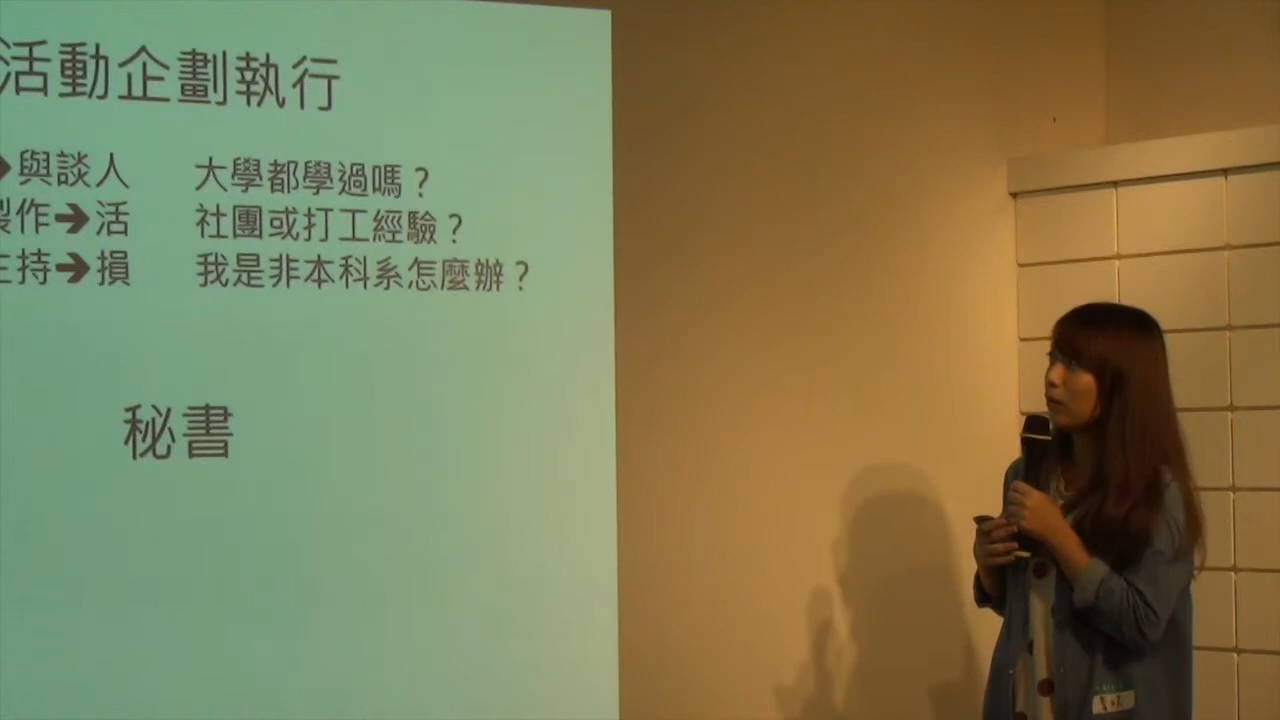 活動企劃執行
➔與談人 大學都學過嗎？
製作➔活 社團或打工經驗？
主持➔損 我是非本科系怎麼辦？
秘書